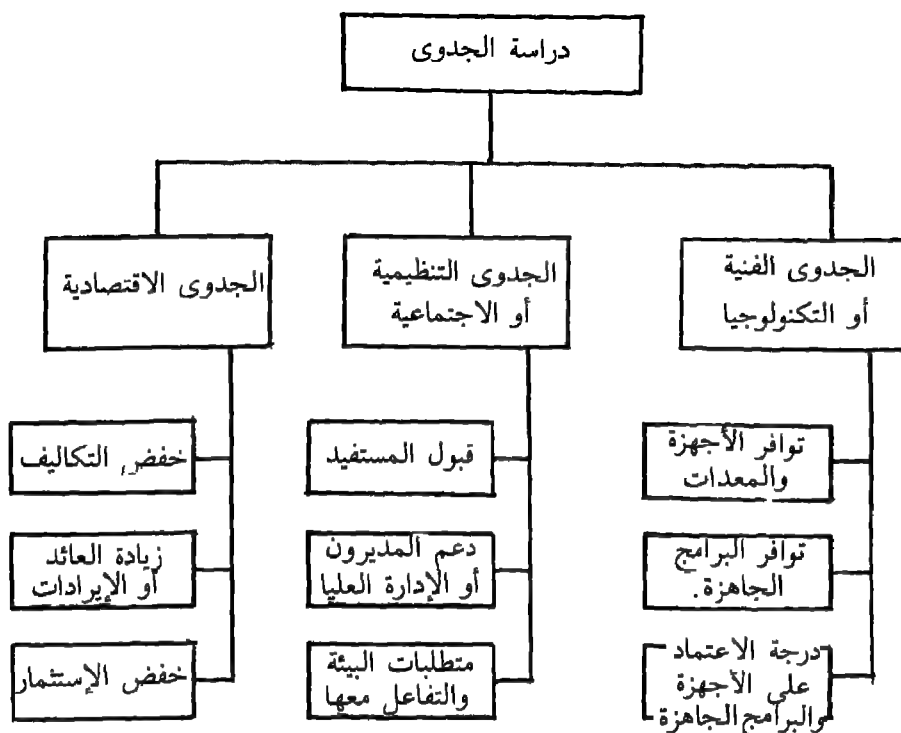 دراسة الجدوى
الجدوى الفنية
أو التكنولوجيا
توافر الأجهزة
والمعدات
توافر البرامج
الجاهزة.
درجة الاعتماد
على الأجهزة
والبرامج الجاهزة
الجدوى التنظيمية
أو الاجتماعية
قبول المستفيد
دعم المديرون
أو الإدارة العليا
متطلبات البيئة
والتفاعل معها
الجدوى الاقتصادية
خفض التكاليف
زيادة العائد
أو الإيرادات
خفض الإستثمار